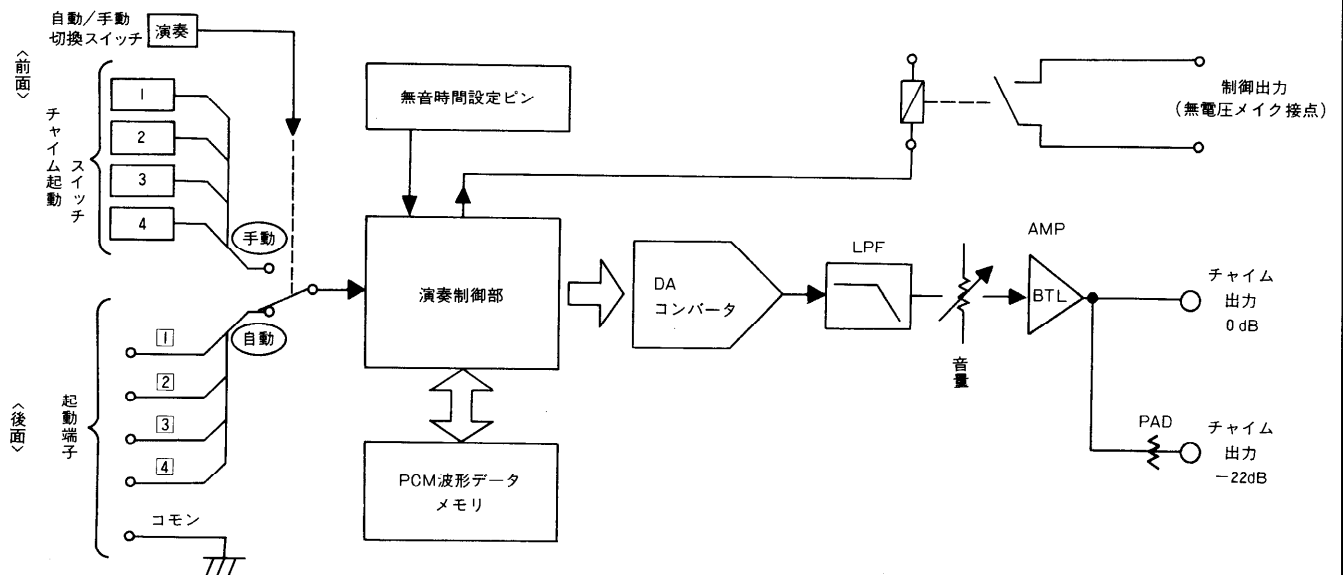 自動/手動
切換スイッチ
演奏
〈前面〉
チャイム起動
スイッチ
1
2
3
4
手動
自動
〈後面〉
起動端子
1
2
3
4
コモン
無音時間設定ピン
演奏制御部
PCM波形データ
メモリ
DA
コンバータ
LPF
音量
AMP
BTL
制御出力
(無電圧メイク接点)
チャイム
出力
0dB
PAD
チャイム
出力
−22dB